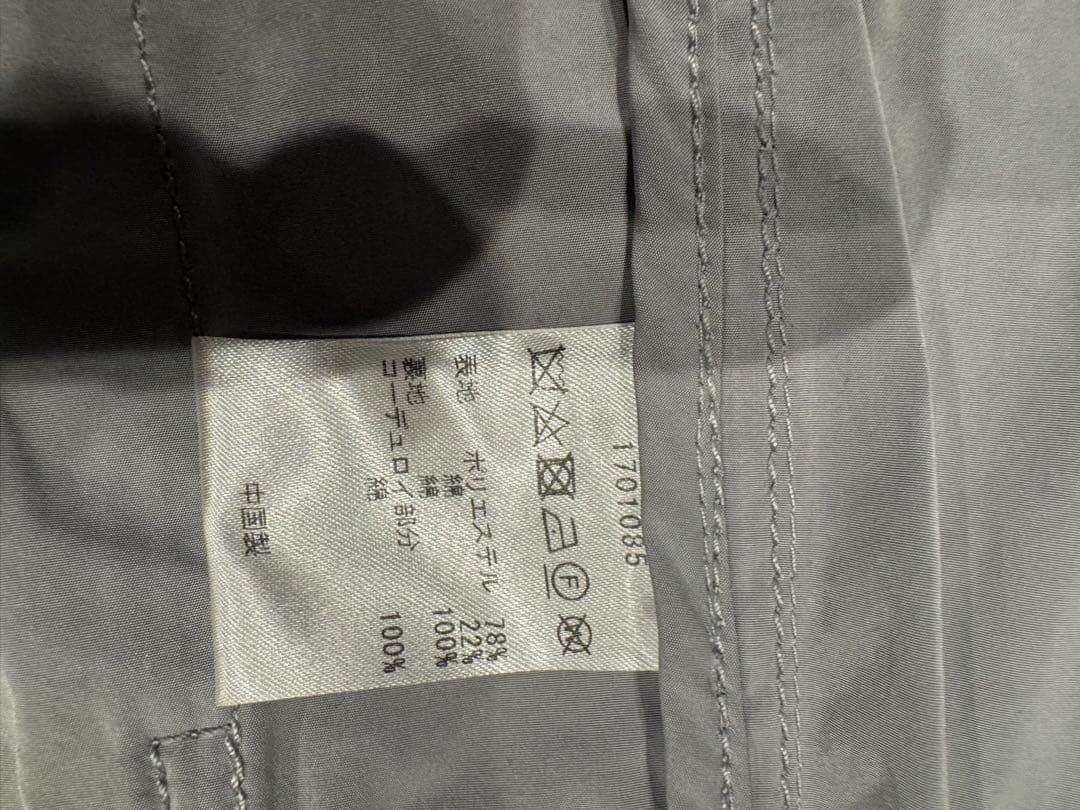 1701085
F
W
表地 ポリエステル 78%
綿 22%
裏地 綿 100%
コーデュロイ部分
綿 100%
中国製